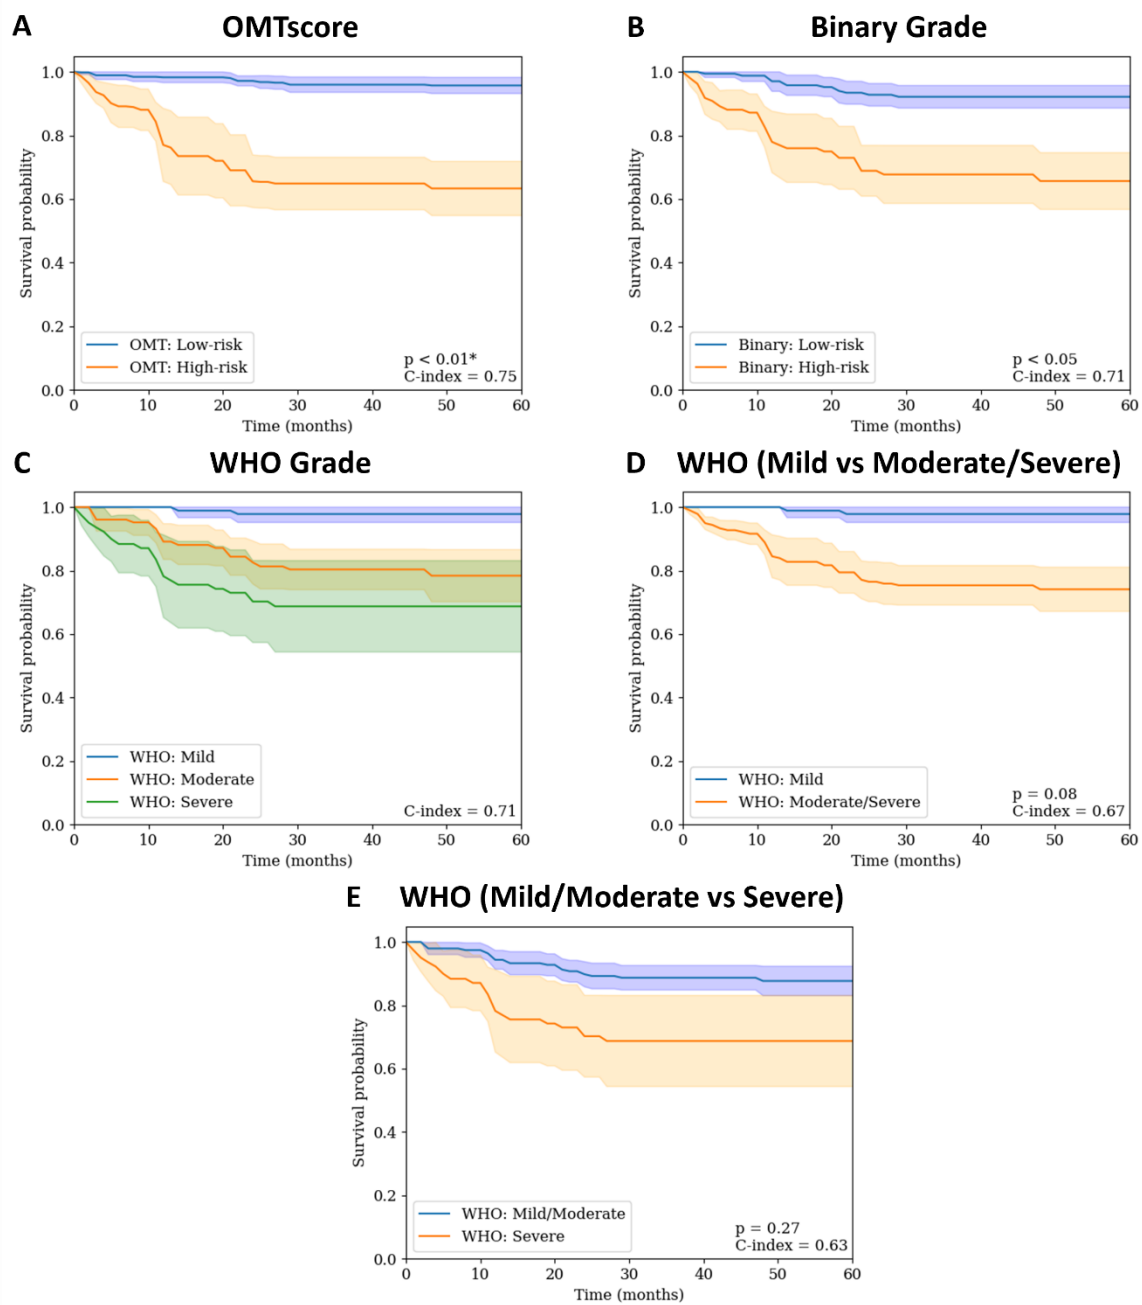 A OMTscore
1.0
0.8
0.6
0.4
0.2
0.0
Survival probability
OMT: Low-risk
OMT: High-risk
p < 0.01*
C-index = 0.75
0 10 20 30 40 50 60
Time (months)
B Binary Grade
1.0
0.8
0.6
0.4
0.2
0.0
Survival probability
Binary: Low-risk
Binary: High-risk
p < 0.05
C-index = 0.71
0 10 20 30 40 50 60
Time (months)
C WHO Grade
1.0
0.8
0.6
0.4
0.2
0.0
Survival probability
WHO: Mild
WHO: Moderate
WHO: Severe
C-index = 0.71
0 10 20 30 40 50 60
Time (months)
D WHO (Mild vs Moderate/Severe)
1.0
0.8
0.6
0.4
0.2
0.0
Survival probability
WHO: Mild
WHO: Moderate/Severe
p = 0.08
C-index = 0.67
0 10 20 30 40 50 60
Time (months)
E WHO (Mild/Moderate vs Severe)
1.0
0.8
0.6
0.4
0.2
0.0
Survival probability
WHO: Mild/Moderate
WHO: Severe
p = 0.27
C-index = 0.63
0 10 20 30 40 50 60
Time (months)